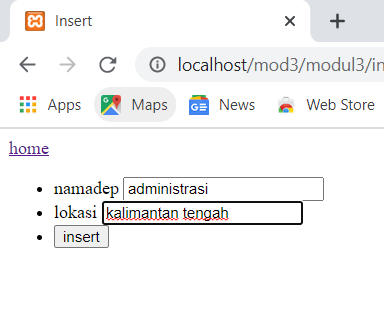 Insert
localhost/mod3/modul3/in
Apps Maps News Web Store
home
namadep administrasi
lokasi kalimantan tengah
insert